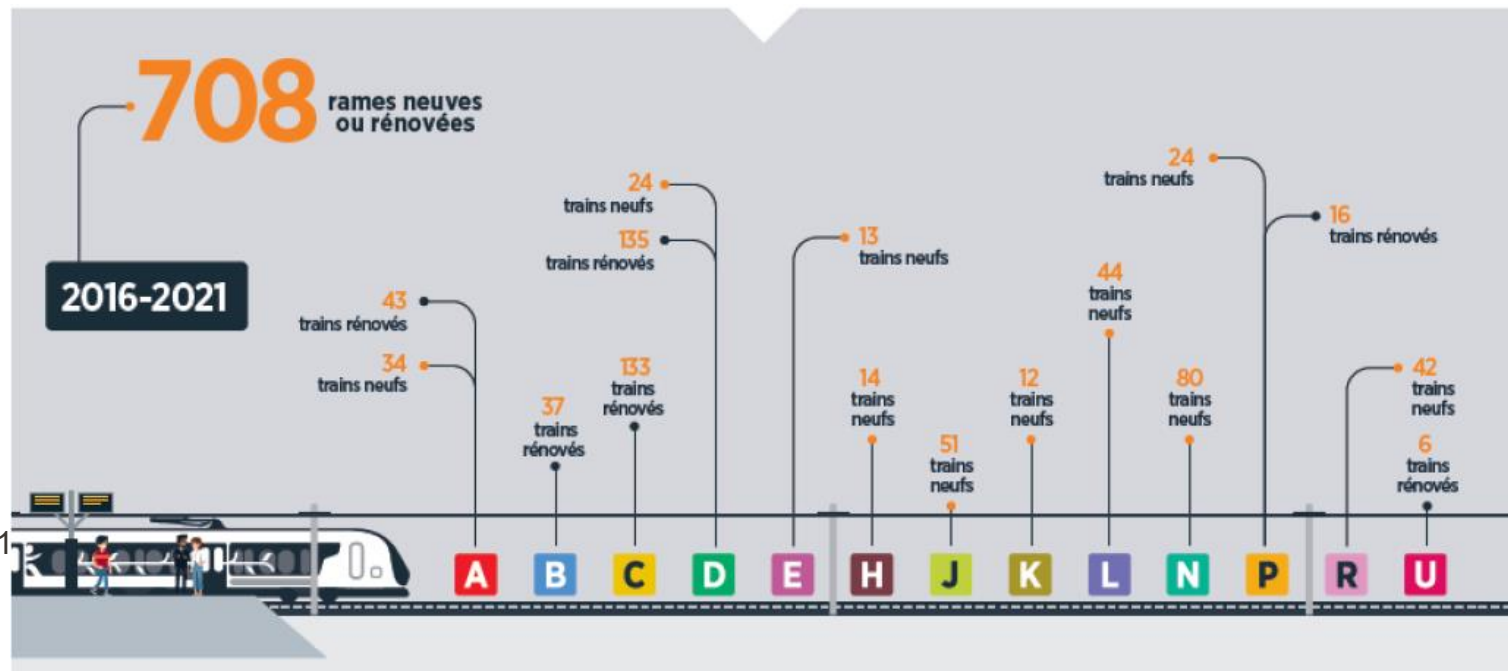 708
rames neuves
ou rénovées
2016-2021
43
trains rénovés
34
trains neufs
37
trains
rénovés
133
trains
rénovés
24
trains neufs
135
trains rénovés
13
trains neufs
14
trains
neufs
51
trains
neufs
12
trains
neufs
44
trains
neufs
80
trains
neufs
24
trains neufs
16
trains rénovés
42
trains
neufs
6
trains
rénovés
1
A B C D E H J K L N P R U